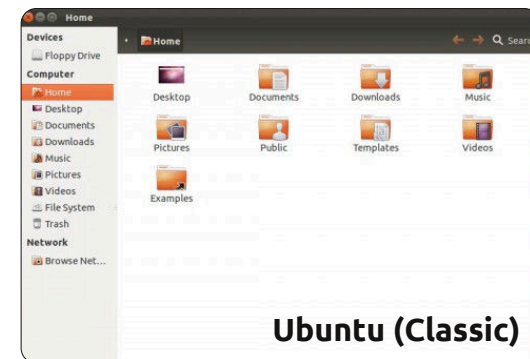 Home
Devices
Floppy Drive
Computer
Home
Desktop
Documents
Downloads
Music
Pictures
Videos
File System
Trash
Network
Browse Net...
Home
Sear
Desktop
Documents
Downloads
Music
Pictures
Public
Templates
Videos
Examples
Ubuntu (Classic)